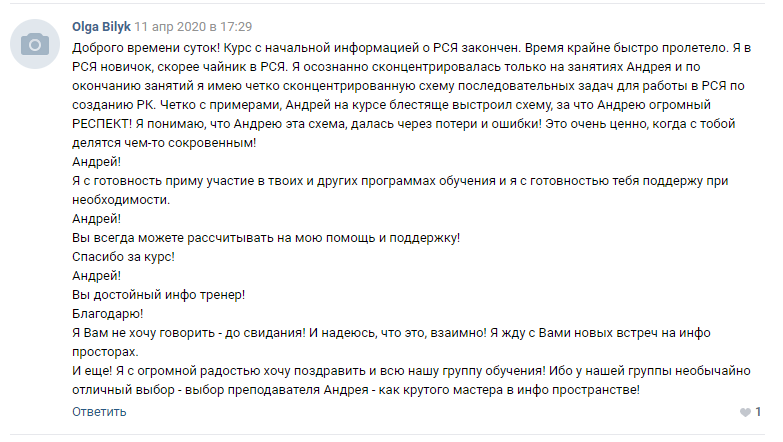 Olga Bilyk 11 апр 2020 в 17:29
Доброго времени суток! Курс с начальной информацией о РСЯ закончен. Время крайне быстро пролетело. Я в
РСЯ новичок, скорее чайник в РСЯ. Я осознанно сконцентрировалась только на занятиях Андрея и по
окончанию занятий я имею четко сконцентрированную схему последовательных задач для работы в РСЯ по
созданию РК. Четко с примерами, Андрей на курсе блестяще выстроил схему, за что Андрею огромный
РЕСПЕКТ! Я понимаю, что Андрею эта схема, далась через потери и ошибки! Это очень ценно, когда с тобой
делятся чем-то сокровенным!
Андрей!
Я с готовность приму участие в твоих и других программах обучения и я с готовностью тебя поддержу при
необходимости.
Андрей!
Вы всегда можете рассчитывать на мою помощь и поддержку!
Спасибо за курс!
Андрей!
Вы достойный инфо тренер!
Благодарю!
Я Вам не хочу говорить - до свидания! И надеюсь, что это, взаимно! Я жду с Вами новых встреч на инфо
просторах.
И еще! Я с огромной радостью хочу поздравить и всю нашу группу обучения! Ибо у нашей группы необычайно
отличный выбор - выбор преподавателя Андрея - как крутого мастера в инфо пространстве!
Ответить 1